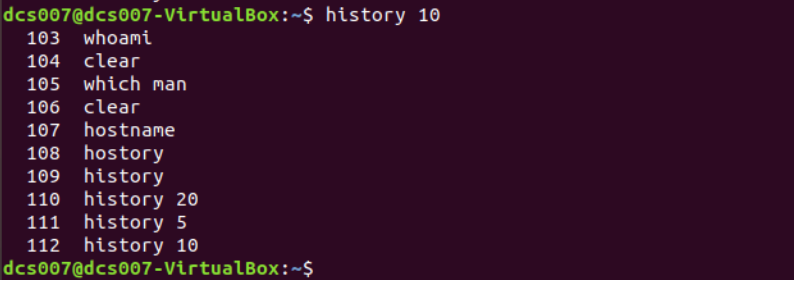 dcs007@dcs007-VirtualBox:~$ history 10
103 whoami
104 clear
105 which man
106 clear
107 hostname
108 hostory
109 history
110 history 20
111 history 5
112 history 10
dcs007@dcs007-VirtualBox:~$